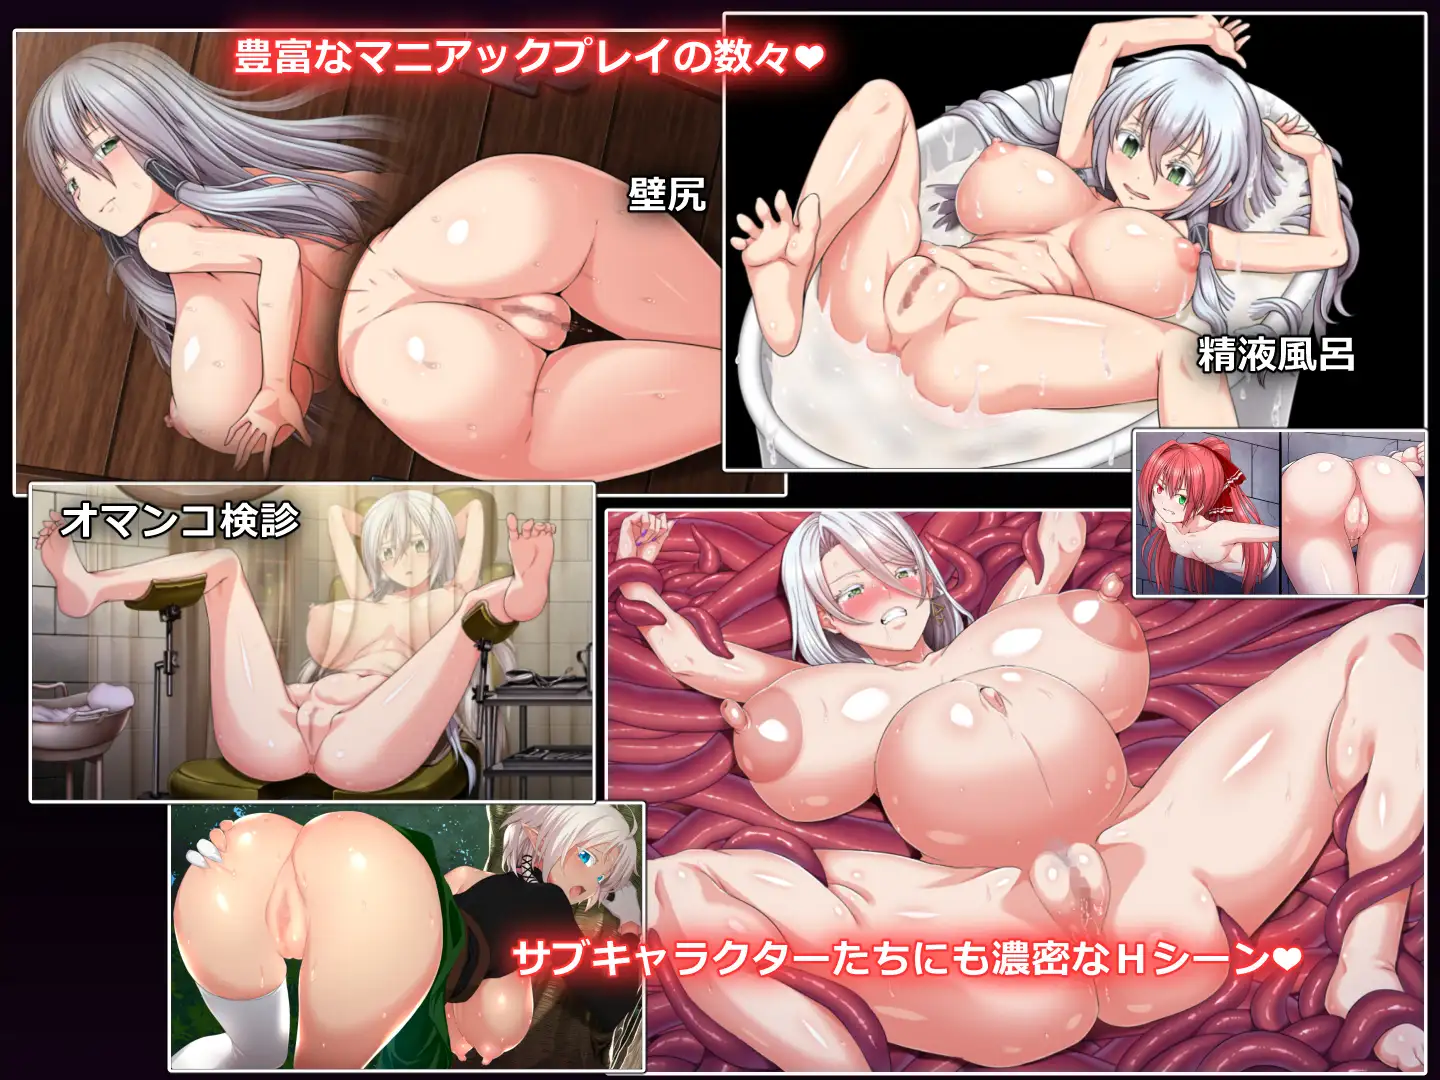 豊富なマニアックプレイの数々♥
壁尻
精液風呂
オマンコ検診
サブキャラクターたちにも濃密なHシーン♥